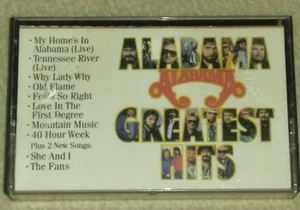 • My Home's In
Alabama (Live)
• Tennessee River
(Live)
• Why Lady Why
• Old Flame
• Feels So Right
• Love In The
First Degree
• Mountain Music
• 40 Hour Week
Plus 2 New Songs:
• She And I
• The Fans
ALABAMA
ALABAMA
GREATEST
HITS